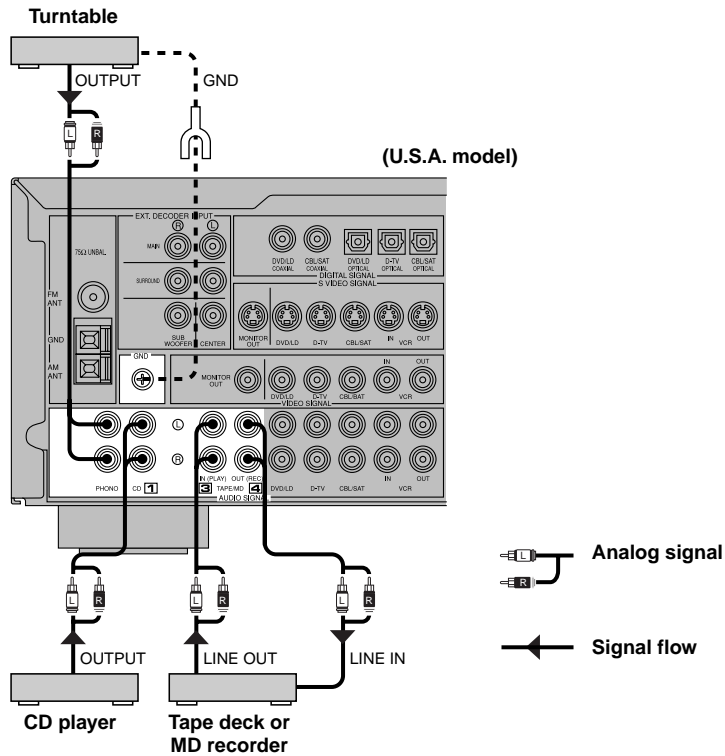 Turntable
OUTPUT
GND
L R
(U.S.A. model)
EXT. DECODER INPUT
R L
MAIN
SURROUND
SUB WOOFER
CENTER
75Ω UNBAL.
FM ANT
GND
AM ANT
GND
DVD/LD COAXIAL
CBL/SAT COAXIAL
DVD/LD OPTICAL
D-TV OPTICAL
CBL/SAT OPTICAL
DIGITAL SIGNAL
S VIDEO SIGNAL
MONITOR OUT
DVD/LD
D-TV
CBL/SAT
IN
VCR
OUT
MONITOR OUT
IN
OUT
DVD/LD
D-TV
CBL/BAT
VCR
VIDEO SIGNAL
L
R
PHONO
CD 1
IN (PLAY)
OUT (REC)
3 TAPE/MD 4
DVD/LD
D-TV
CBL/SAT
IN
OUT
VCR
AUDIO SIGNAL
L R
L R
L R
OUTPUT
LINE OUT
LINE IN
CD player
Tape deck or
MD recorder
L
R
Analog signal
Signal flow